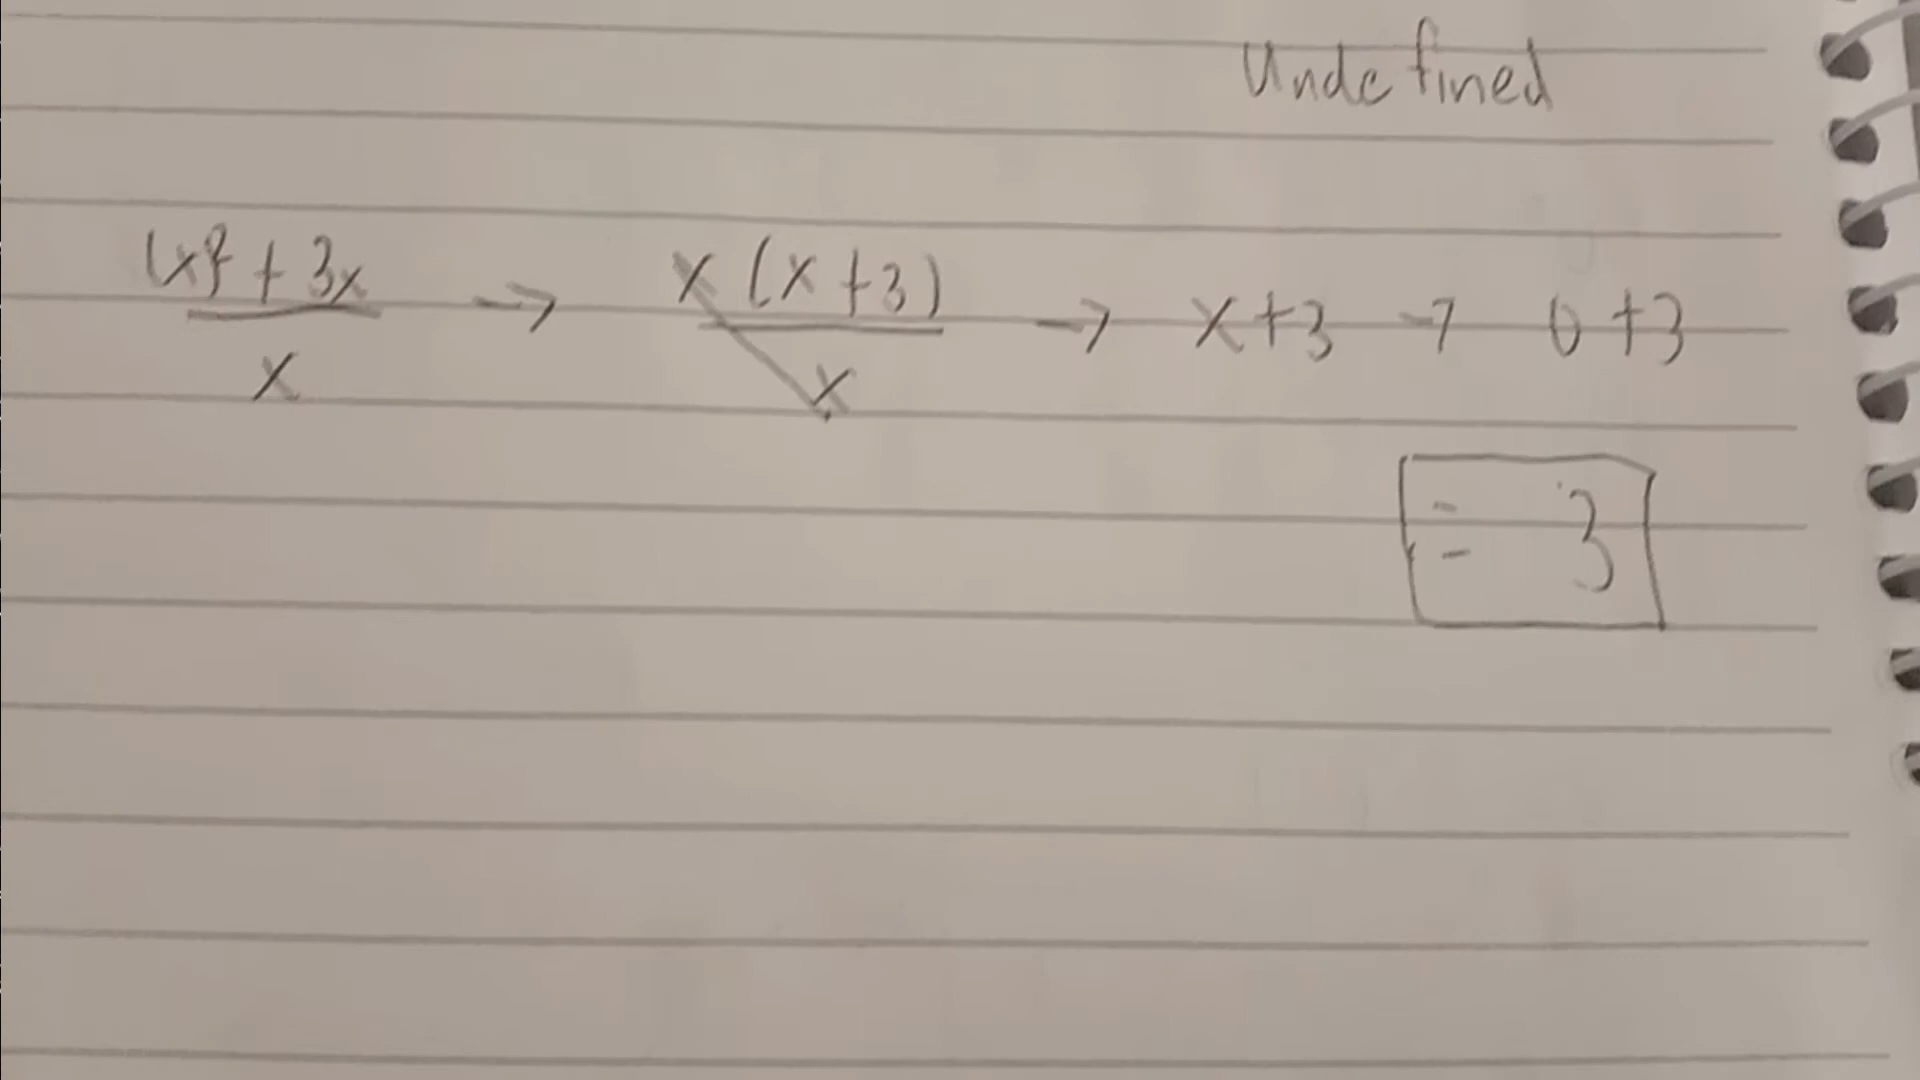 Undefined
(x² + 3x → x (x + 3) → x + 3 → 0 + 3
x x
= 3